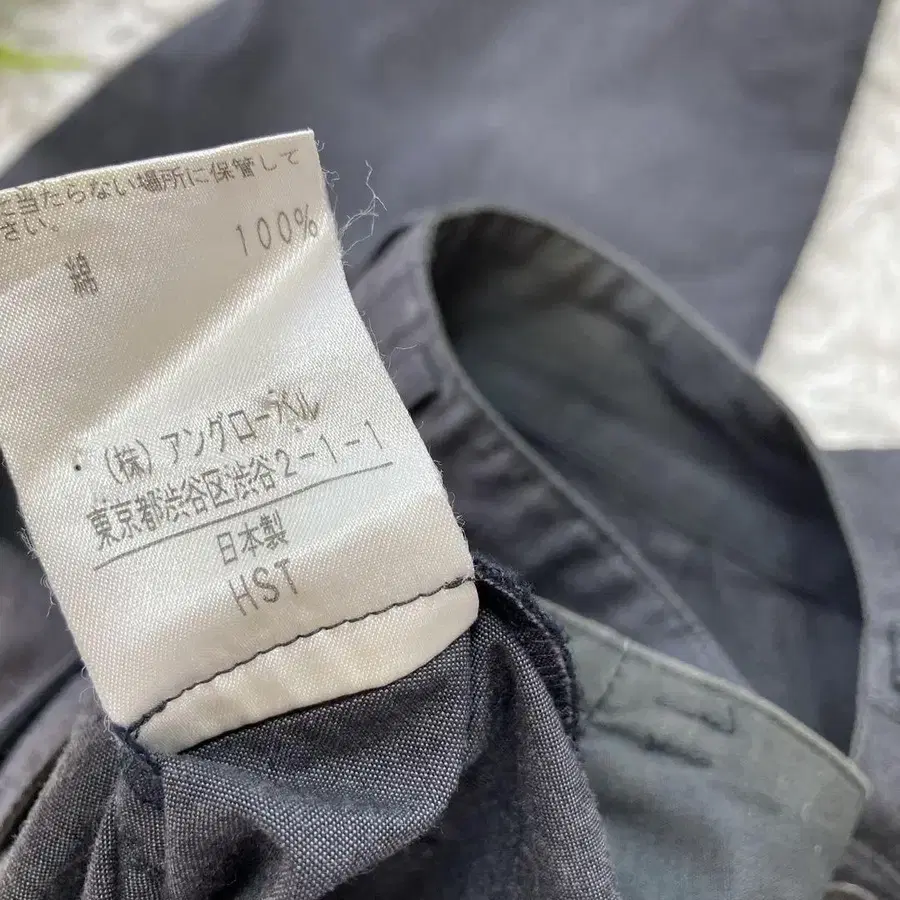 当たらない場所に保管して
さい。
綿 100%
(株) アングローバル
東京都渋谷区渋谷2-1-1
日本製
HST